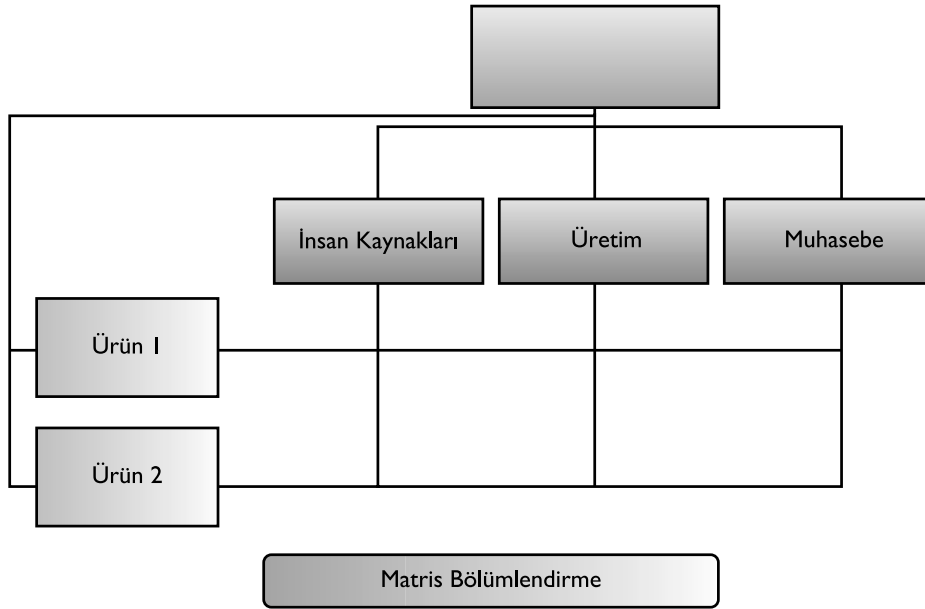 İnsan Kaynakları
Üretim
Muhasebe
Ürün 1
Ürün 2
Matris Bölümlendirme